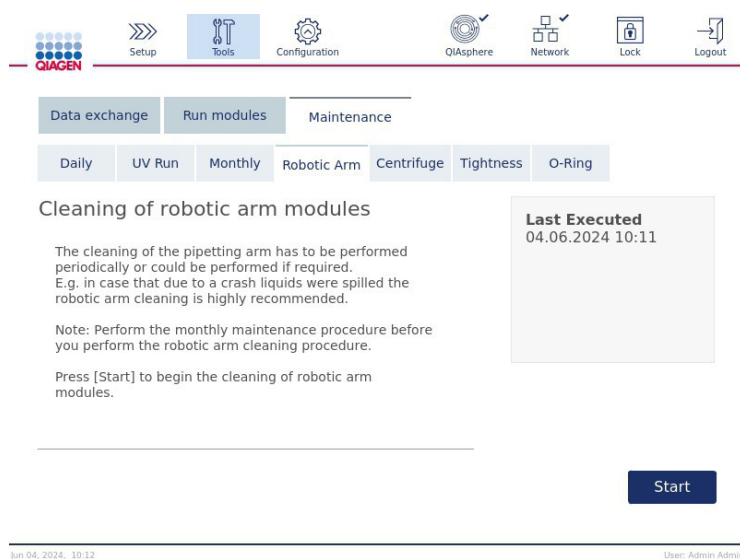 QIAGEN
Setup
Tools
Configuration
QIAsphere
Network
Lock
Logout
Data exchange
Run modules
Maintenance
Daily
UV Run
Monthly
Robotic Arm
Centrifuge
Tightness
O-Ring
Cleaning of robotic arm modules
The cleaning of the pipetting arm has to be performed
periodically or could be performed if required.
E.g. in case that due to a crash liquids were spilled the
robotic arm cleaning is highly recommended.
Note: Perform the monthly maintenance procedure before
you perform the robotic arm cleaning procedure.
Press [Start] to begin the cleaning of robotic arm
modules.
Last Executed
04.06.2024 10:11
Start
Jun 04, 2024, 10:12
User: Admin Admi